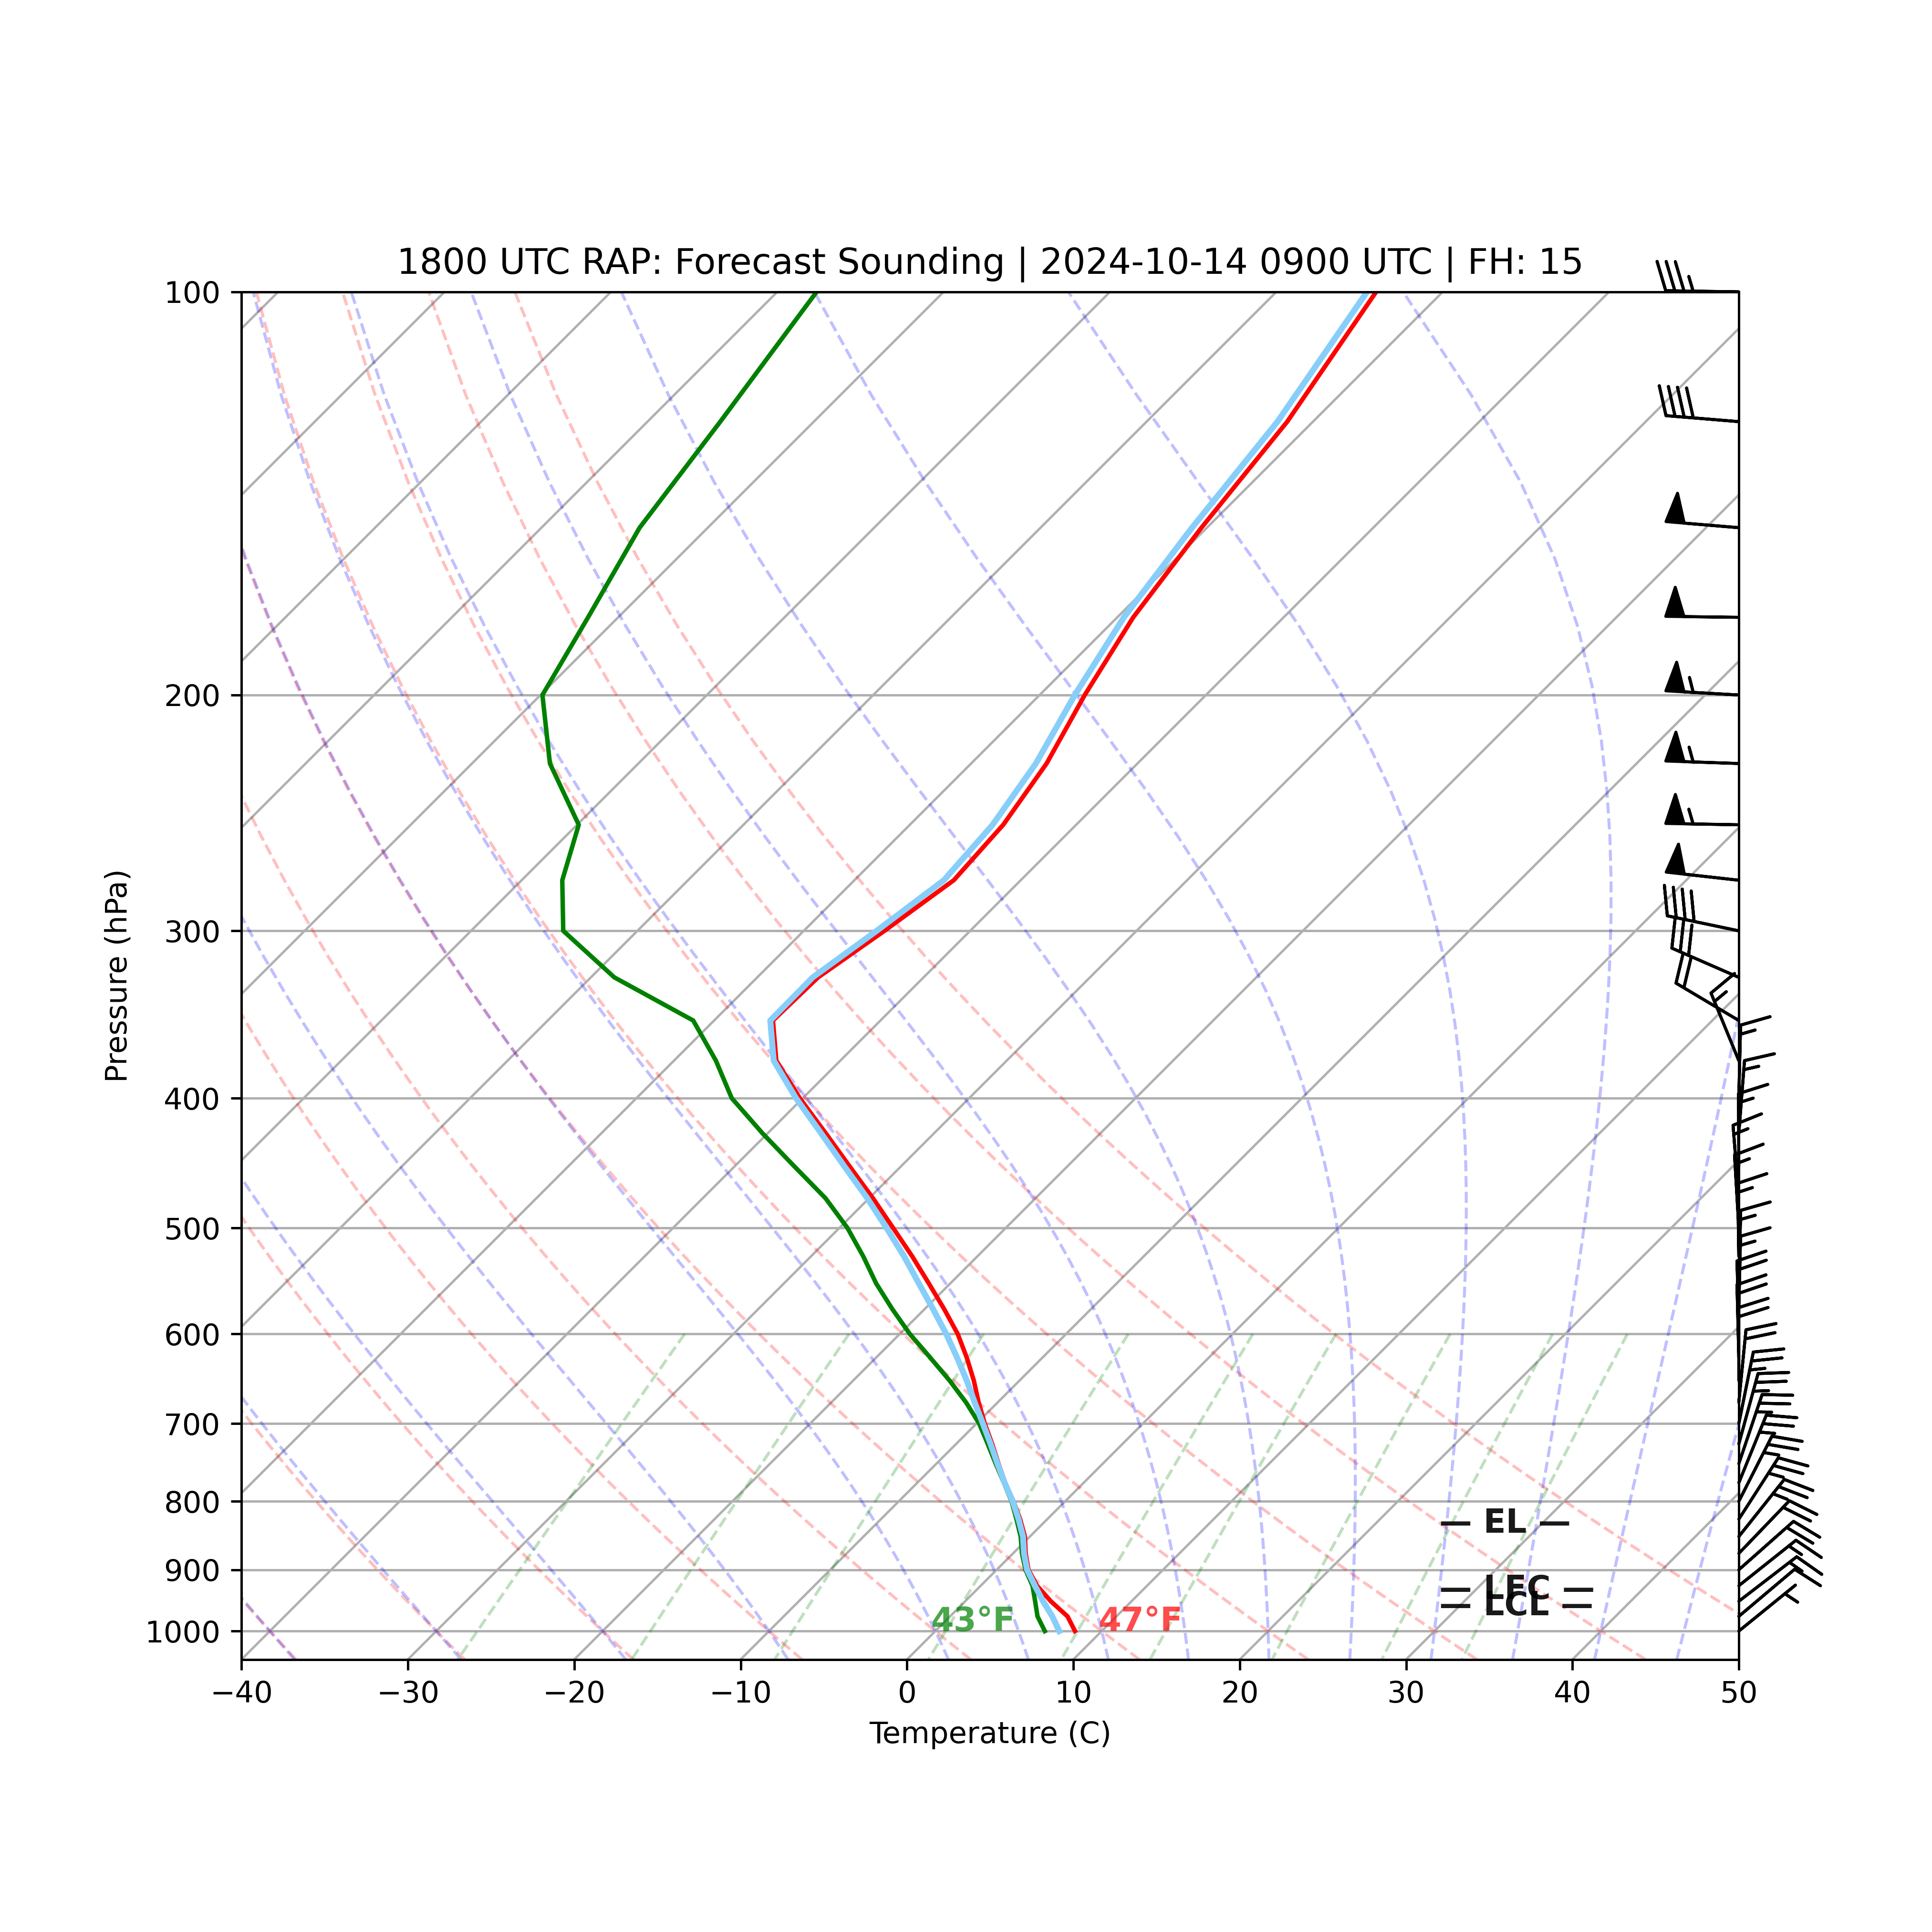 1800 UTC RAP: Forecast Sounding | 2024-10-14 0900 UTC | FH: 15
100
200
300
400
500
600
700
800
900
1000
Pressure (hPa)
— EL —
— LFC —
— LCL —
43°F
47°F
−40 −30 −20 −10 0 10 20 30 40 50
Temperature (C)